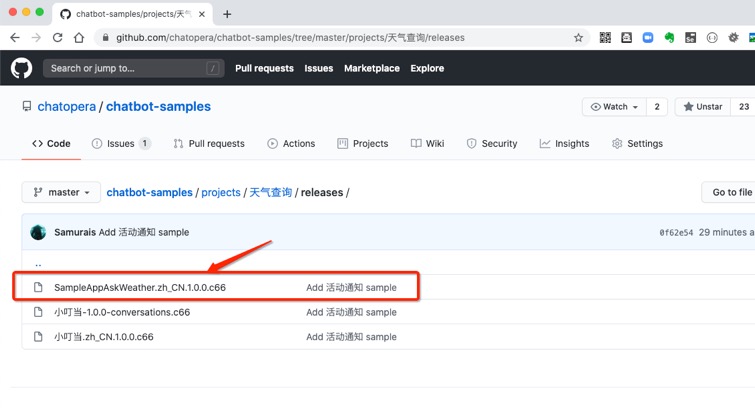 chatbot-samples/projects/天气
github.com/chatopera/chatbot-samples/tree/master/projects/天气查询/releases
Search or jump to... / Pull requests Issues Marketplace Explore
chatopera / chatbot-samples Watch 2 Unstar 23
Code Issues 1 Pull requests Actions Projects Wiki Security Insights Settings
master chatbot-samples / projects / 天气查询 / releases / Go to file
Samurais Add 活动通知 sample 0f62e54 29 minutes a
..
SampleAppAskWeather.zh_CN.1.0.0.c66 Add 活动通知 sample
小叮当-1.0.0-conversations.c66 Add 活动通知 sample
小叮当.zh_CN.1.0.0.c66 Add 活动通知 sample